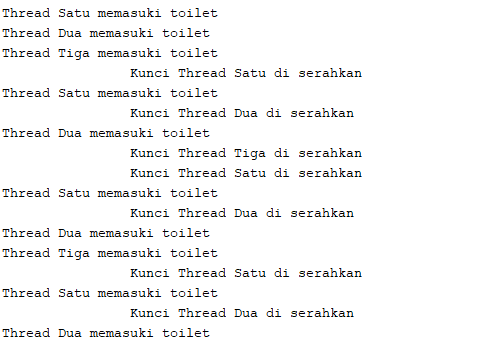 Thread Satu memasuki toilet
Thread Dua memasuki toilet
Thread Tiga memasuki toilet
Kunci Thread Satu di serahkan
Thread Satu memasuki toilet
Kunci Thread Dua di serahkan
Thread Dua memasuki toilet
Kunci Thread Tiga di serahkan
Kunci Thread Satu di serahkan
Thread Satu memasuki toilet
Kunci Thread Dua di serahkan
Thread Dua memasuki toilet
Thread Tiga memasuki toilet
Kunci Thread Satu di serahkan
Thread Satu memasuki toilet
Kunci Thread Dua di serahkan
Thread Dua memasuki toilet